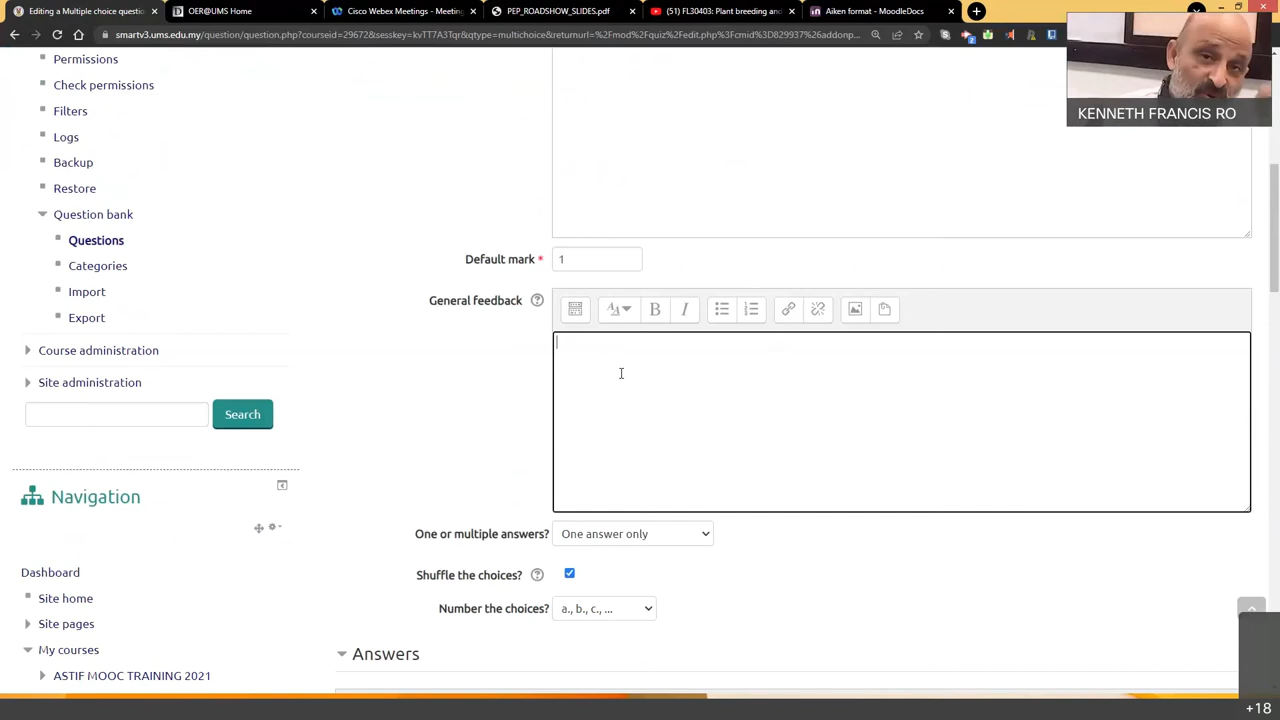 Editing a Multiple choice questio
OER@UMS Home
Cisco Webex Meetings - Meeting
PEP_ROADSHOW_SLIDES.pdf
(51) FL30403: Plant breeding and
Aiken format - MoodleDocs
smartv3.ums.edu.my/question/question.php?courseid=29672&sesskey=kvTT7A3Tqr&qtype=multichoice&returnurl=%2Fmod%2Fquiz%2Fedit.php%3Fcmid%3D829937%26addonp...
KENNETH FRANCIS RO
Permissions
Check permissions
Filters
Logs
Backup
Restore
Question bank
Questions
Categories
Import
Export
Course administration
Site administration
Search
Navigation
Dashboard
Site home
Site pages
My courses
ASTIF MOOC TRAINING 2021
Default mark *
1
General feedback
B I
One or multiple answers?
One answer only
Shuffle the choices?
Number the choices?
a., b., c., ...
Answers
+18